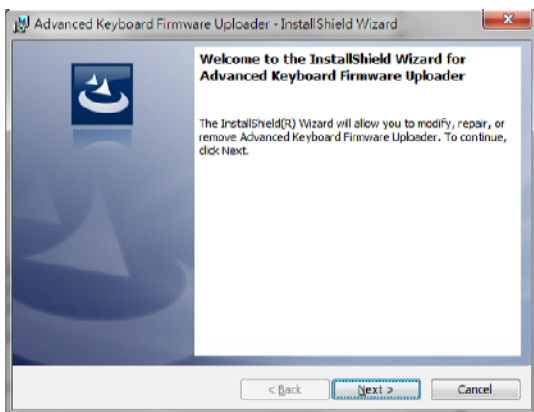 Advanced Keyboard Firmware Uploader - InstallShield Wizard
Welcome to the InstallShield Wizard for
Advanced Keyboard Firmware Uploader
The InstallShield(R) Wizard will allow you to modify, repair, or
remove Advanced Keyboard Firmware Uploader. To continue,
click Next.
< Back
Next >
Cancel